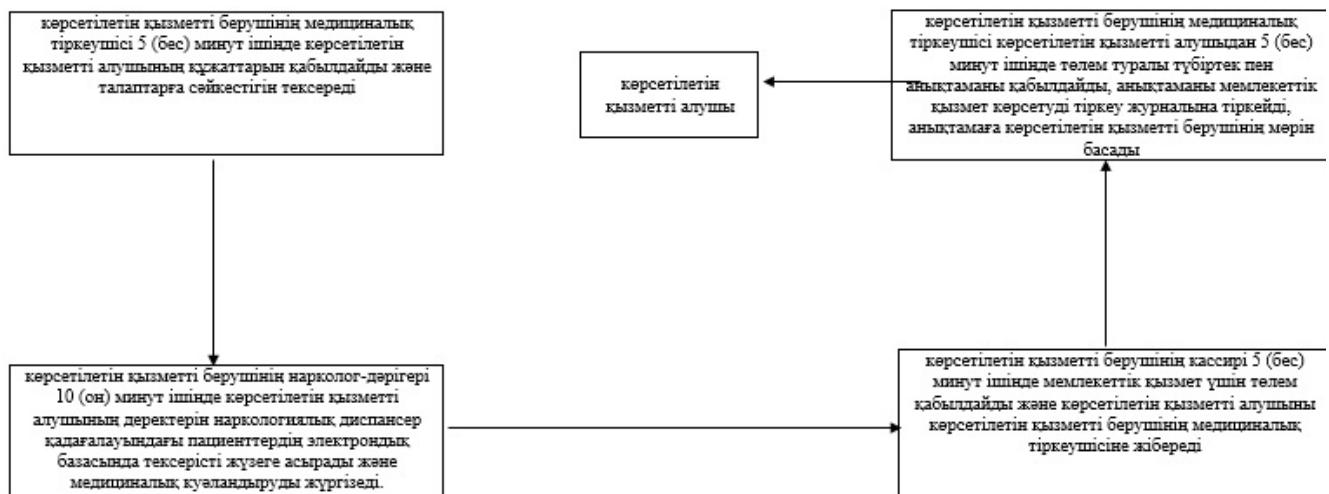 көрсетілетін қызметті берушінің медициналық
тіркеушісі 5 (бес) минут ішінде көрсетілетін
қызметті алушының құжаттарын қабылдайды және
талаптарға сәйкестігін тексереді
көрсетілетін
қызметті алушы
көрсетілетін қызметті берушінің медициналық
тіркеушісі көрсетілетін қызметті алушыдан 5 (бес)
минут ішінде төлем туралы түбіртек пен
анықтаманы қабылдайды, анықтаманы мемлекеттік
қызмет көрсетуді тіркеу журналына тіркейді,
анықтамаға көрсетілетін қызметті берушінің мөрін
басады
көрсетілетін қызметті берушінің нарколог-дәрігері
10 (он) минут ішінде көрсетілетін қызметті
алушының деректерін наркологиялық диспансер
қадағалауындағы пациенттердің электрондық
базасында тексерісті жүзеге асырады және
медициналық куәландыруды жүргізеді.
көрсетілетін қызметті берушінің кассирі 5 (бес)
минут ішінде мемлекеттік қызмет үшін төлем
қабылдайды және көрсетілетін қызметті алушыны
көрсетілетін қызметті берушінің медициналық
тіркеушісіне жібереді